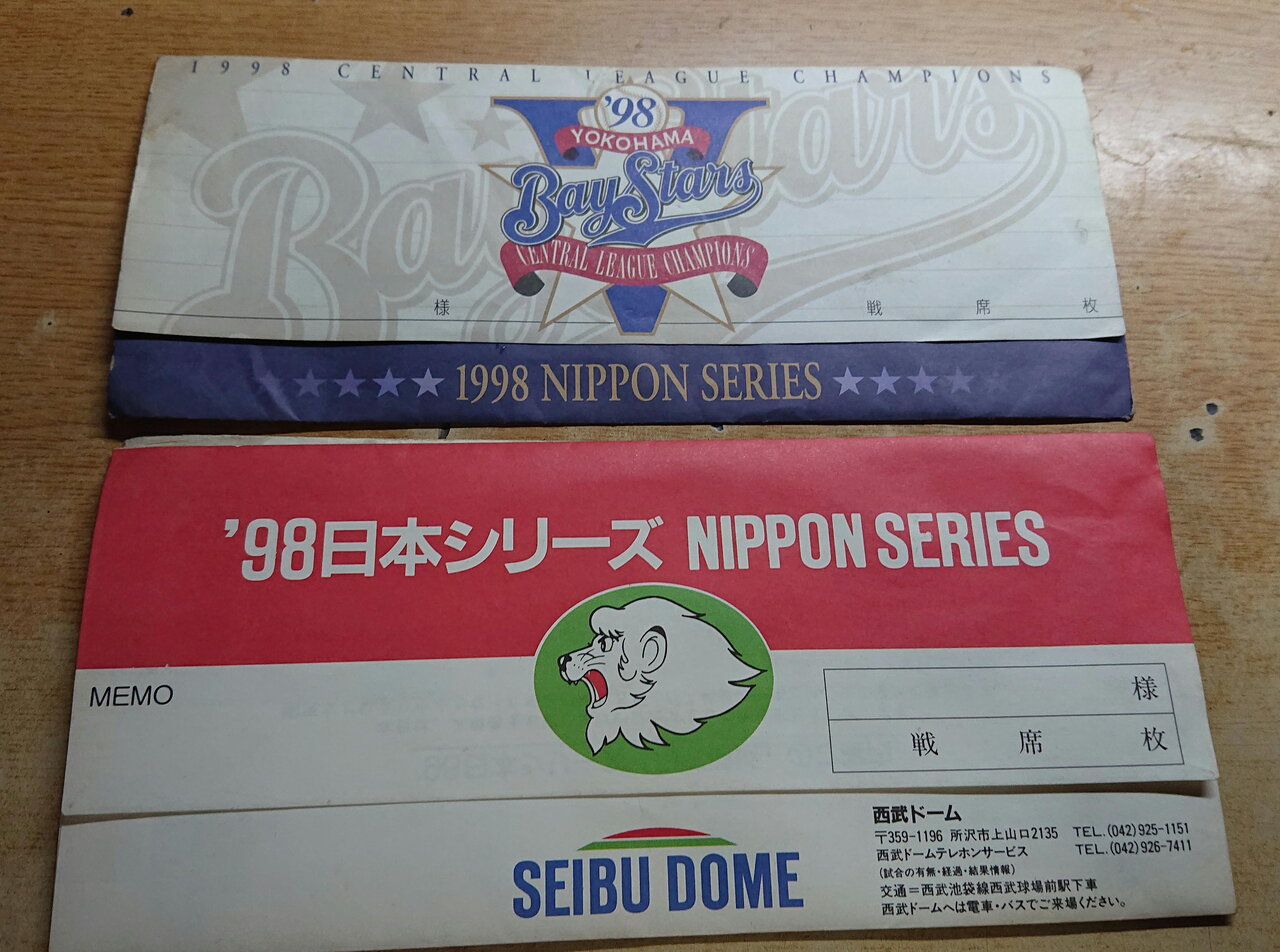 1998 CENTRAL LEAGUE CHAMPIONS
'98
YOKOHAMA
BayStars
CENTRAL LEAGUE CHAMPIONS
様 戦 席 枚
1998 NIPPON SERIES
'98日本シリーズ NIPPON SERIES
MEMO
様
戦 席 枚
SEIBU DOME
西武ドーム
〒359-1196 所沢市上山口2135 TEL.(042)925-1151
西武ドームテレホンサービス TEL.(042)926-7411
(試合の有無・経過・結果情報)
交通=西武池袋線西武球場前駅下車
西武ドームへは電車・バスでご来場ください。